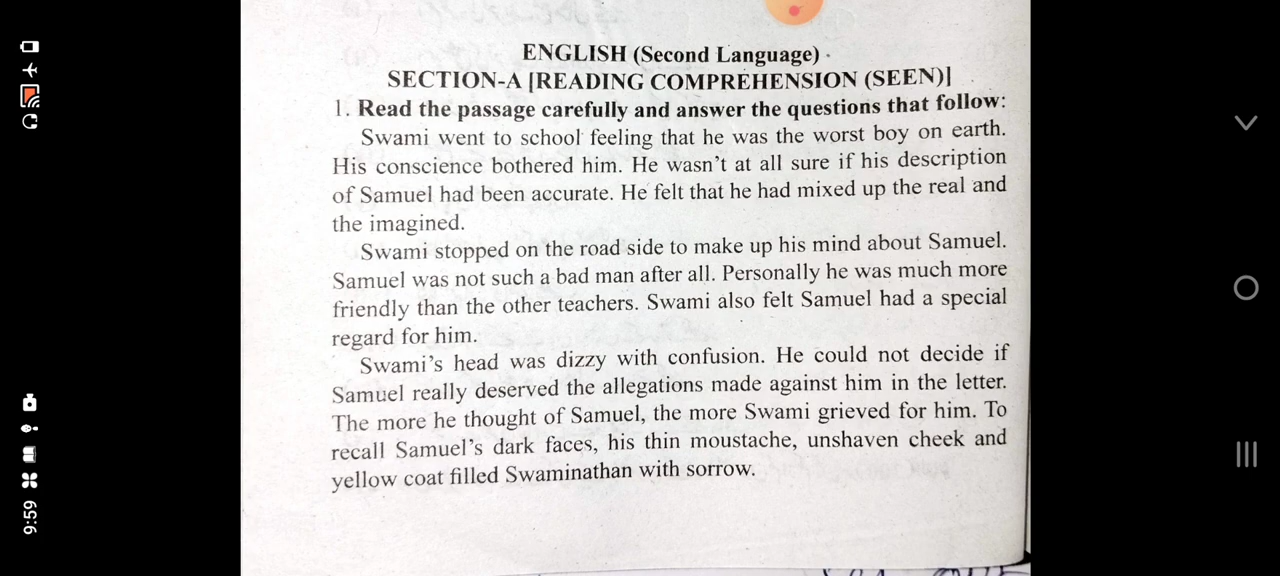 ENGLISH (Second Language)
SECTION-A [READING COMPREHENSION (SEEN)]
1. Read the passage carefully and answer the questions that follow:
Swami went to school feeling that he was the worst boy on earth.
His conscience bothered him. He wasn't at all sure if his description
of Samuel had been accurate. He felt that he had mixed up the real and
the imagined.
Swami stopped on the road side to make up his mind about Samuel.
Samuel was not such a bad man after all. Personally he was much more
friendly than the other teachers. Swami also felt Samuel had a special
regard for him.
Swami's head was dizzy with confusion. He could not decide if
Samuel really deserved the allegations made against him in the letter.
The more he thought of Samuel, the more Swami grieved for him. To
recall Samuel's dark faces, his thin moustache, unshaven cheek and
yellow coat filled Swaminathan with sorrow.
9:59